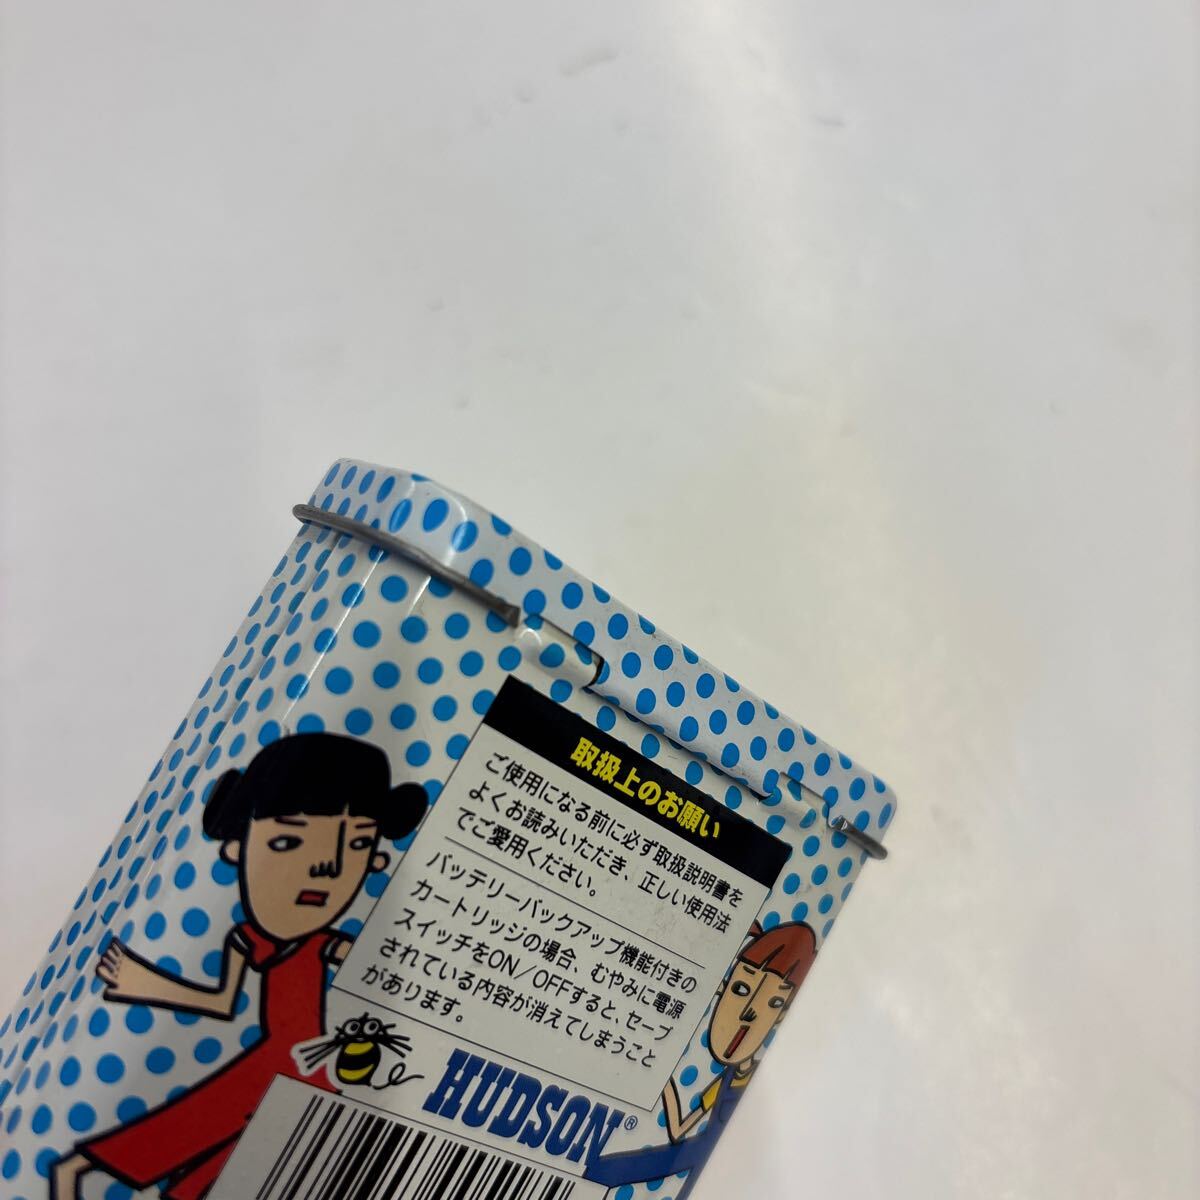 取扱上のお願い
ご使用になる前に必ず取扱説明書を
よくお読みいただき、正しい使用法
でご愛用ください。
バッテリーバックアップ機能付きの
カートリッジの場合、むやみに電源
スイッチをON/OFFすると、セーブ
されている内容が消えてしまうこと
があります。
HUDSON®